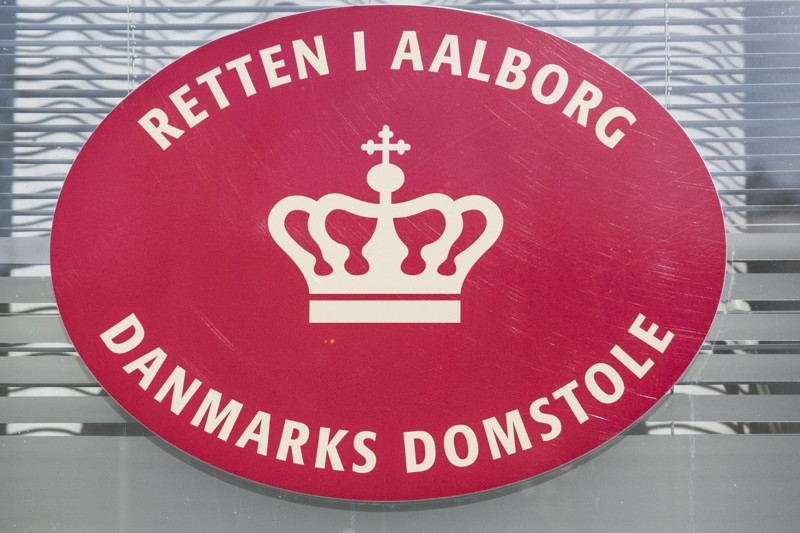 RETTEN I AALBORG
DANMARKS DOMSTOLE